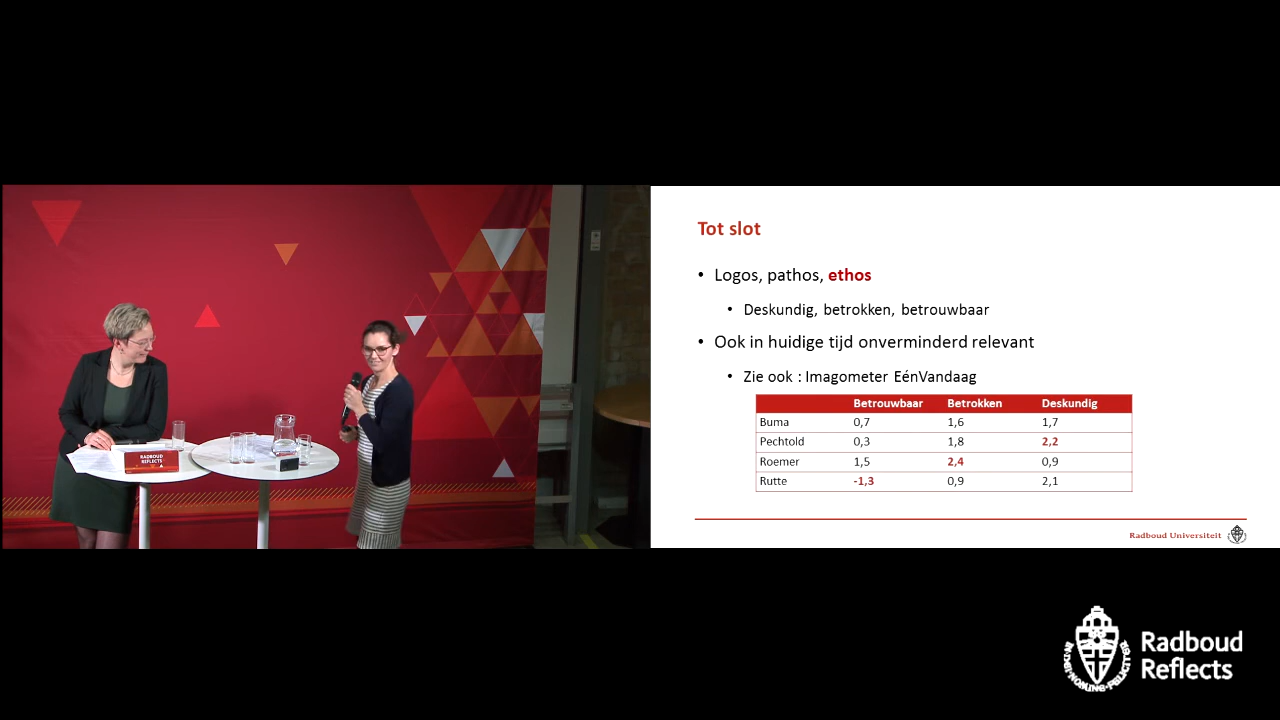 RADBOUD
REFLECTS
Tot slot
• Logos, pathos, ethos
• Deskundig, betrokken, betrouwbaar
• Ook in huidige tijd onverminderd relevant
• Zie ook : Imagometer EénVandaag
Betrouwbaar Betrokken Deskundig
Buma 0,7 1,6 1,7
Pechtold 0,3 1,8 2,2
Roemer 1,5 2,4 0,9
Rutte -1,3 0,9 2,1
Radboud Universiteit
Radboud
Reflects